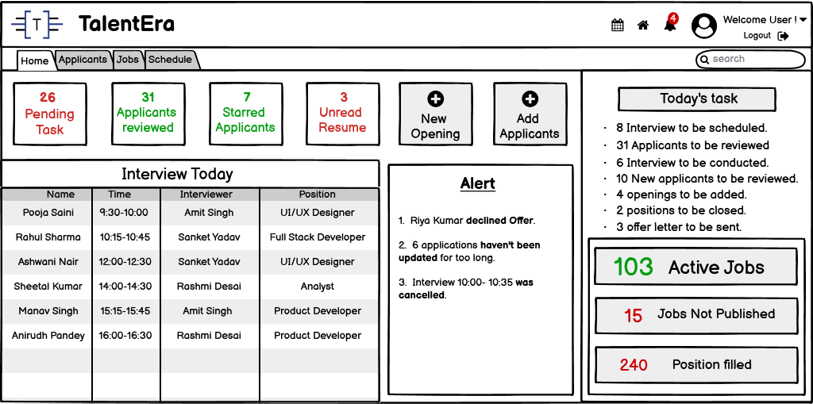 T TalentEra
4
Welcome User !
Logout
Home Applicants Jobs Schedule
search
26
Pending
Task
31
Applicants
reviewed
7
Starred
Applicants
3
Unread
Resume
New
Opening
Add
Applicants
Interview Today
Name Time Interviewer Position
Pooja Saini 9:30-10:00 Amit Singh UI/UX Designer
Rahul Sharma 10:15-10:45 Sanket Yadav Full Stack Developer
Ashwani Nair 12:00-12:30 Sanket Yadav UI/UX Designer
Sheetal Kumar 14:00-14:30 Rashmi Desai Analyst
Manav Singh 15:15-15:45 Amit Singh Product Developer
Anirudh Pandey 16:00-16:30 Rashmi Desai Product Developer
Alert
1. Riya Kumar declined Offer.
2. 6 applications haven't been
updated for too long.
3. Interview 10:00- 10:35 was
cancelled.
Today's task
· 8 Interview to be scheduled.
· 31 Applicants to be reviewed
· 6 Interview to be conducted.
· 10 New applicants to be reviewed.
· 4 openings to be added.
· 2 positions to be closed.
· 3 offer letter to be sent.
103 Active Jobs
15 Jobs Not Published
240 Position filled